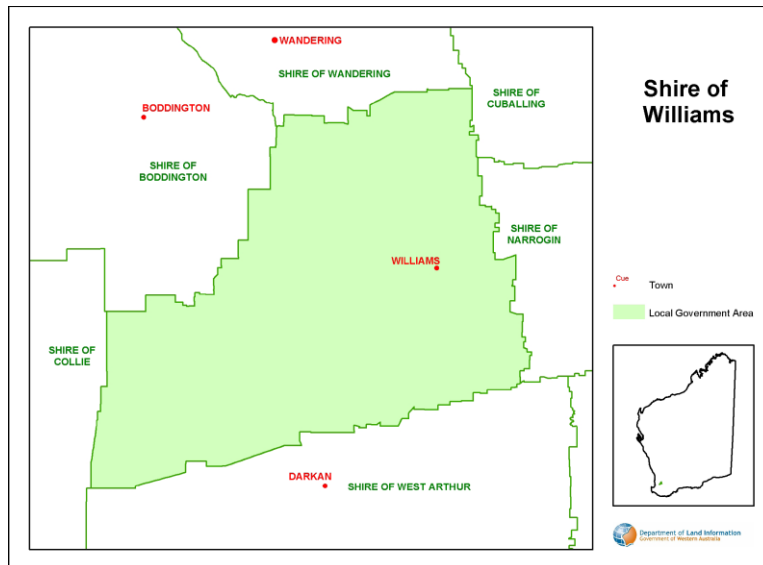 WANDERING
SHIRE OF WANDERING
SHIRE OF
CUBALLING
Shire of
Williams
BODDINGTON
SHIRE OF
BODDINGTON
SHIRE OF
NARROGIN
WILLIAMS
Cue
Town
Local Government Area
SHIRE OF
COLLIE
DARKAN
SHIRE OF WEST ARTHUR
Department of Land Information
Government of Western Australia